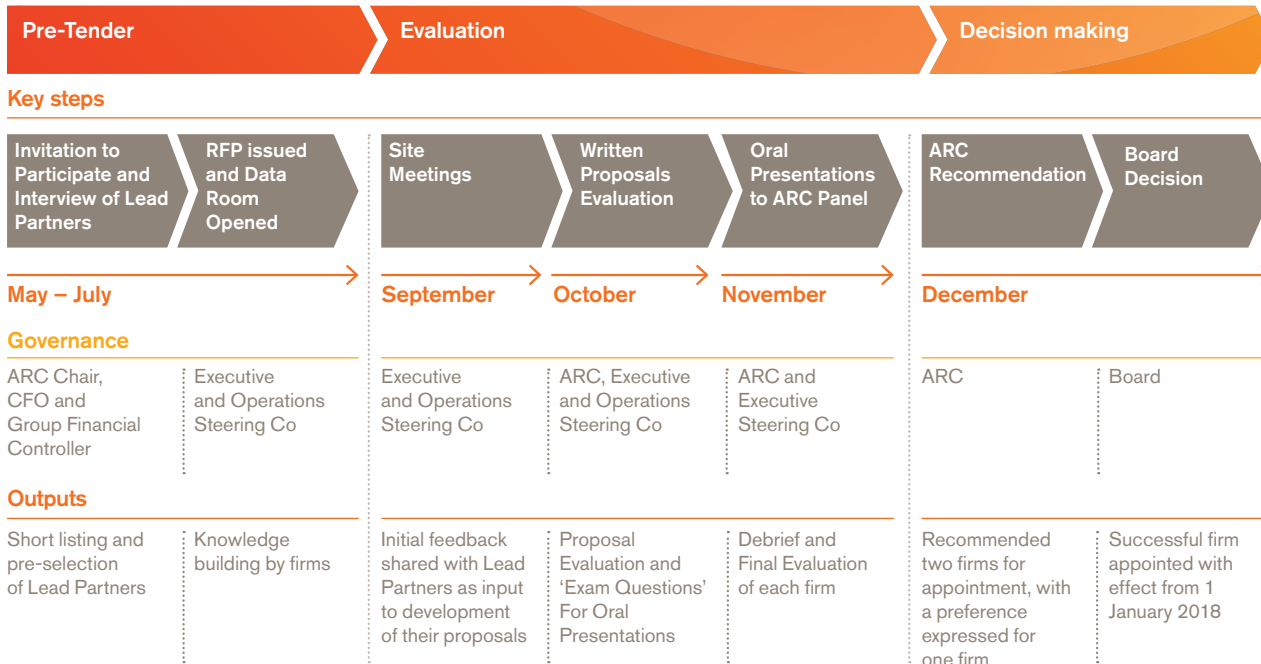 Pre-Tender
Evaluation
Decision making
Key steps
Invitation to
Participate and
Interview of Lead
Partners
RFP issued
and Data
Room
Opened
Site
Meetings
Written
Proposals
Evaluation
Oral
Presentations
to ARC Panel
ARC
Recommendation
Board
Decision
May – July
September
October
November
December
Governance
ARC Chair,
CFO and
Group Financial
Controller
Executive
and Operations
Steering Co
Executive
and Operations
Steering Co
ARC, Executive
and Operations
Steering Co
ARC and
Executive
Steering Co
ARC
Board
Outputs
Short listing and
pre-selection
of Lead Partners
Knowledge
building by firms
Initial feedback
shared with Lead
Partners as input
to development
of their proposals
Proposal
Evaluation and
‘Exam Questions’
For Oral
Presentations
Debrief and
Final Evaluation
of each firm
Recommended
two firms for
appointment, with
a preference
expressed for
one firm
Successful firm
appointed with
effect from 1
January 2018